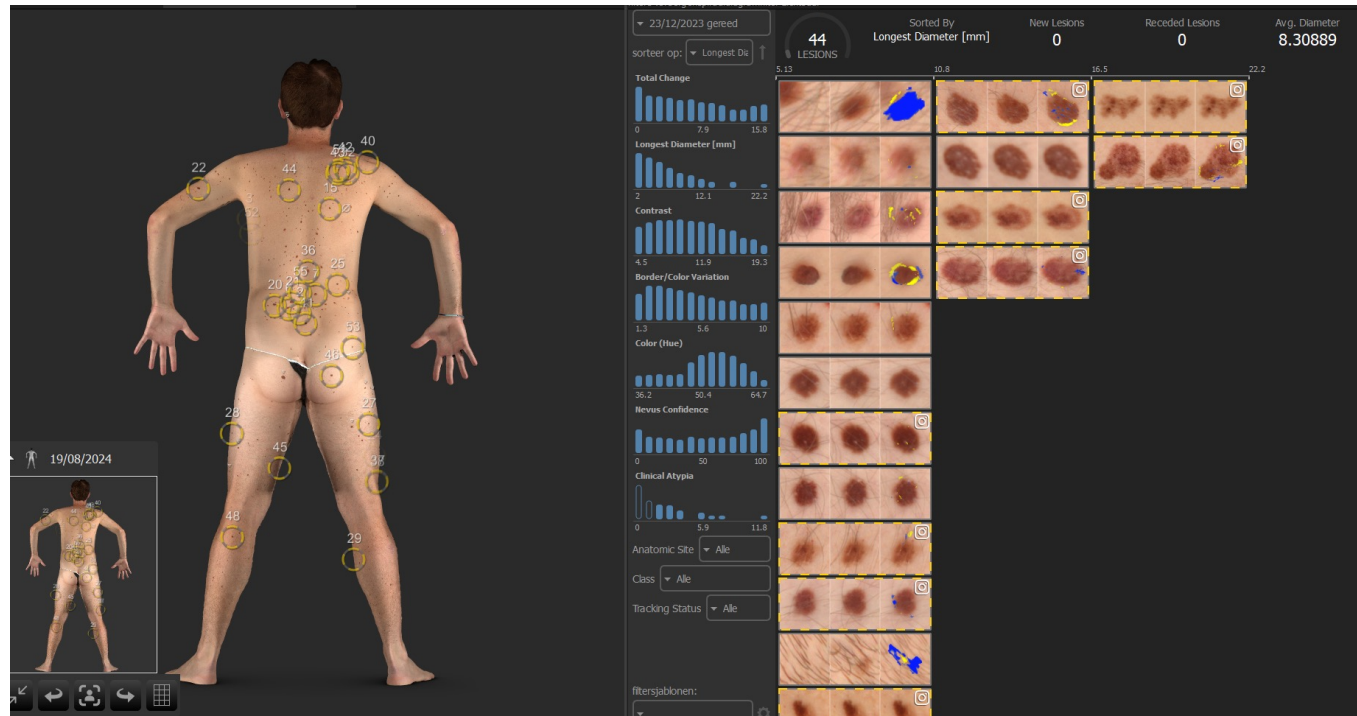 23/12/2023 gereed
sorteer op: Longest Dia
44
LESIONS
Sorted By
Longest Diameter [mm]
New Lesions
0
Receded Lesions
0
Avg. Diameter
8.30889
5.13 10.8 16.5 22.2
Total Change
0 7.9 15.8
Longest Diameter [mm]
2 12.1 22.2
Contrast
4.5 11.9 19.3
Border/Color Variation
1.3 5.6 10
Color (Hue)
36.2 50.4 64.7
Nevus Confidence
0 50 100
Clinical Atypia
0 5.9 11.8
Anatomic Site Alle
Class Alle
Tracking Status Alle
filtersjablonen:
42
40
22
44
15
36
25
20
53
46
28
27
45
48
29
19/08/2024